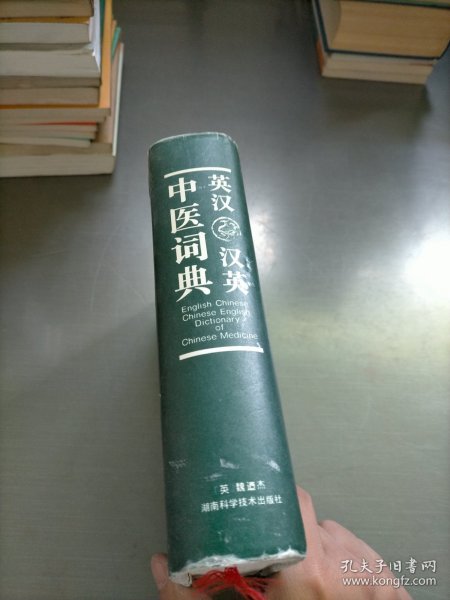 英汉 汉英
中医词典
English Chinese
Chinese English
Dictionary
of
Chinese Medicine
英 魏迺杰
湖南科学技术出版社
孔夫子旧书网
www.kongfz.com